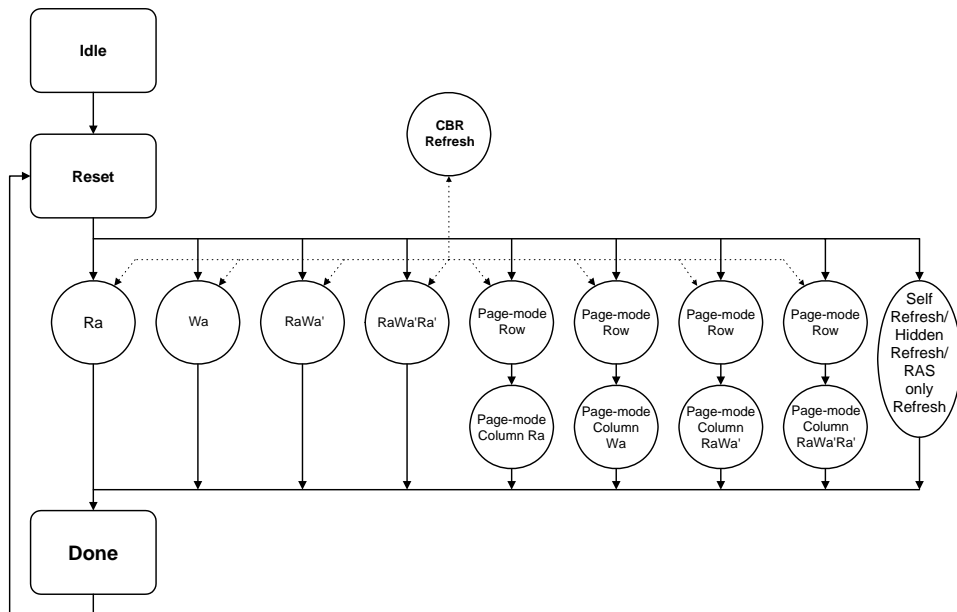 Idle
CBR
Refresh
Reset
Ra
Wa
RaWa'
RaWa'Ra'
Page-mode
Row
Page-mode
Row
Page-mode
Row
Page-mode
Row
Self
Refresh/
Hidden
Refresh/
RAS
only
Refresh
Page-mode
Column Ra
Page-mode
Column
Wa
Page-mode
Column
RaWa'
Page-mode
Column
RaWa'Ra'
Done